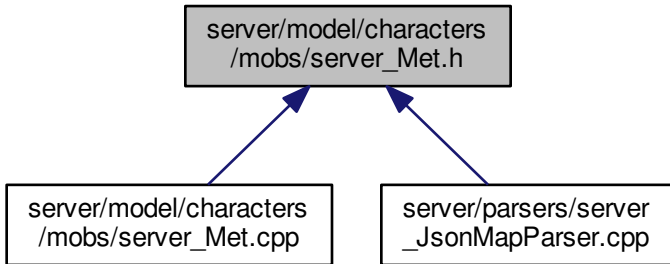 server/model/characters
/mobs/server_Met.h
server/model/characters
/mobs/server_Met.cpp
server/parsers/server
_JsonMapParser.cpp